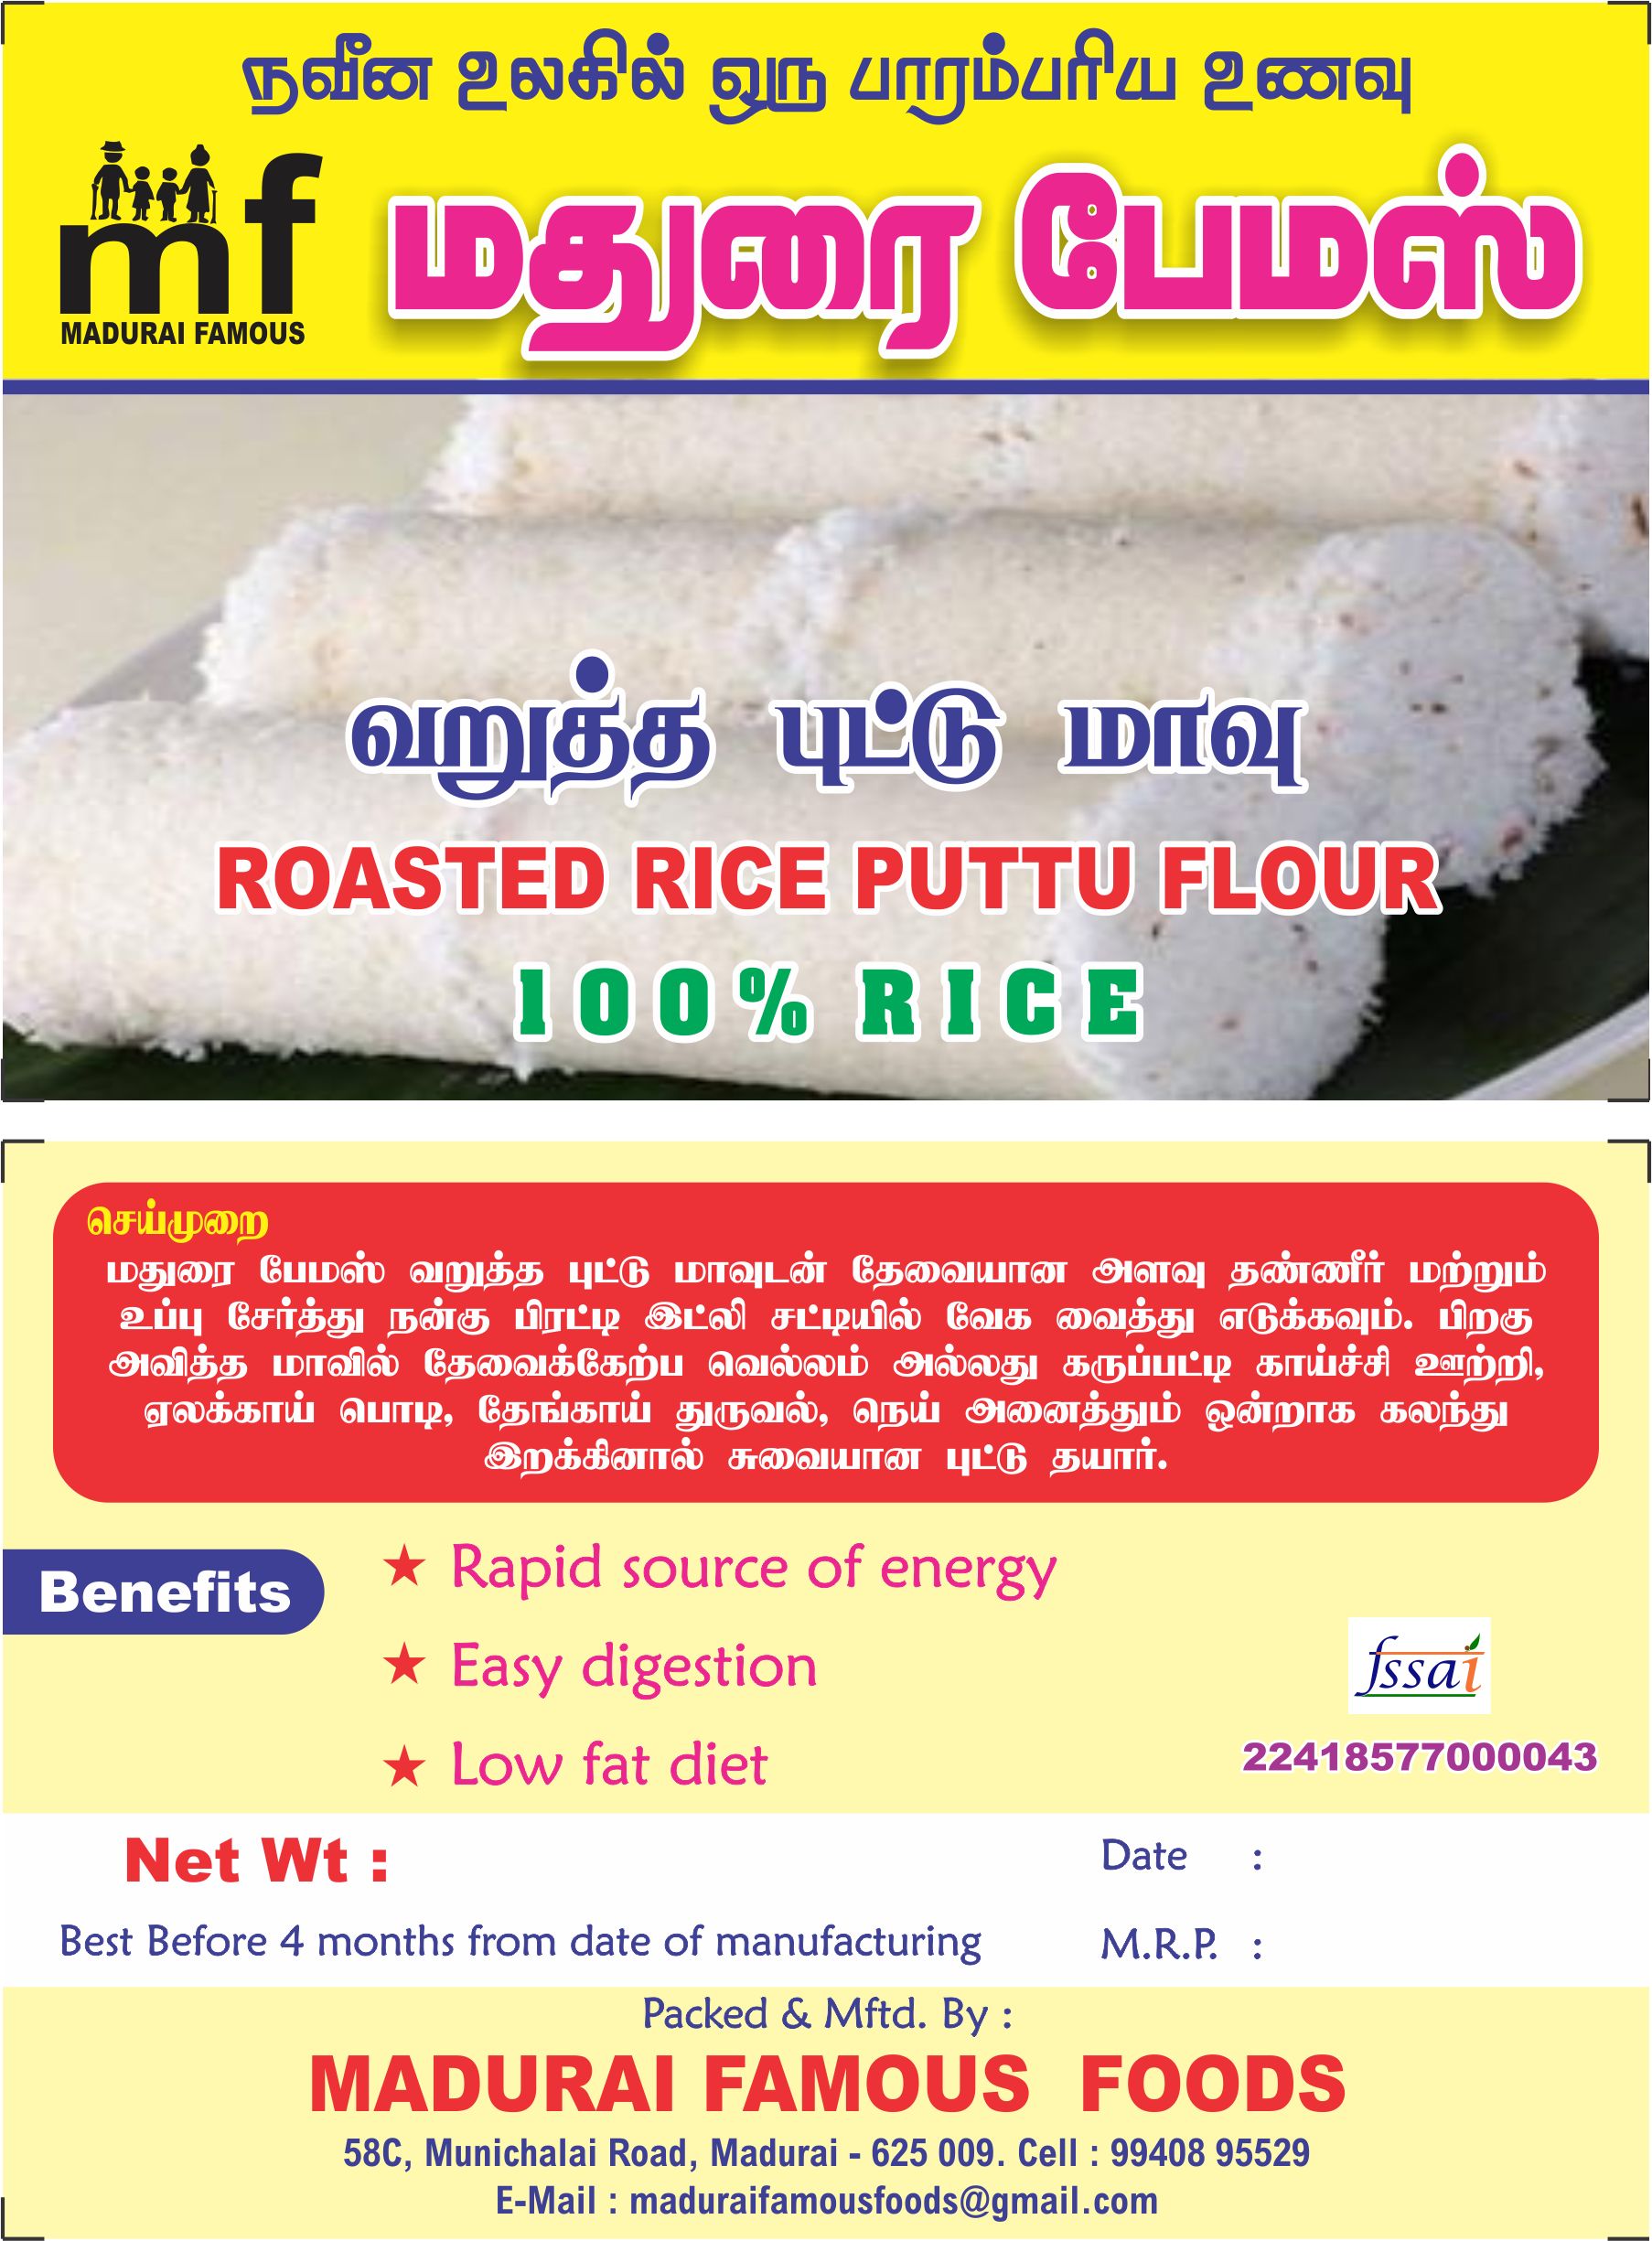 நவீன உலகில் ஒரு பாரம்பரிய உணவு
mf
MADURAI FAMOUS
மதுரை பேமஸ்
வறுத்த புட்டு மாவு
ROASTED RICE PUTTU FLOUR
100% RICE
செய்முறை
மதுரை பேமஸ் வறுத்த புட்டு மாவுடன் தேவையான அளவு தண்ணீர் மற்றும்
உப்பு சேர்த்து நன்கு பிரட்டி இட்லி சட்டியில் வேக வைத்து எடுக்கவும். பிறகு
அவித்த மாவில் தேவைக்கேற்ப வெல்லம் அல்லது கருப்பட்டி காய்ச்சி ஊற்றி,
ஏலக்காய் பொடி, தேங்காய் துருவல், நெய் அனைத்தும் ஒன்றாக கலந்து
இறக்கினால் சுவையான புட்டு தயார்.
Benefits
★ Rapid source of energy
★ Easy digestion
★ Low fat diet
fssai
22418577000043
Net Wt :
Date :
Best Before 4 months from date of manufacturing
M.R.P. :
Packed & Mftd. By :
MADURAI FAMOUS FOODS
58C, Munichalai Road, Madurai - 625 009. Cell : 99408 95529
E-Mail : maduraifamousfoods@gmail.com